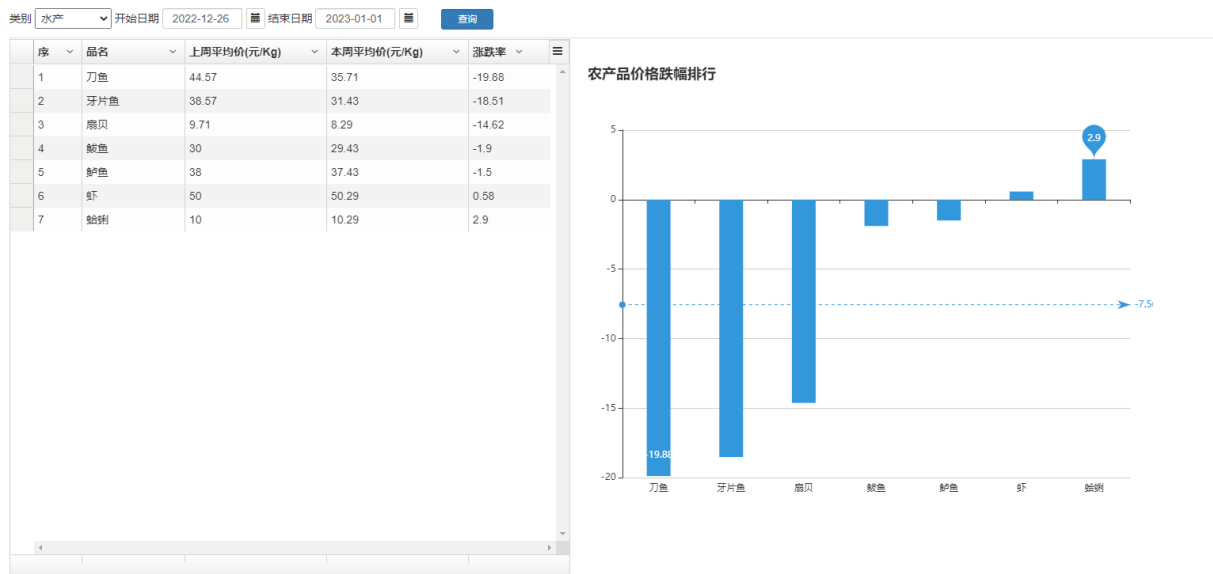 类别 水产 开始日期 2022-12-26 结束日期 2023-01-01 查询
序 品名 上周平均价(元/Kg) 本周平均价(元/Kg) 涨跌率
1 刀鱼 44.57 35.71 -19.88
2 牙片鱼 38.57 31.43 -18.51
3 扇贝 9.71 8.29 -14.62
4 鲅鱼 30 29.43 -1.9
5 鲈鱼 38 37.43 -1.5
6 虾 50 50.29 0.58
7 蛤蜊 10 10.29 2.9
农产品价格跌幅排行
5
2.9
0
-5
-7.5
-10
-15
-19.88
-20
刀鱼 牙片鱼 扇贝 鲅鱼 鲈鱼 虾 蛤蜊